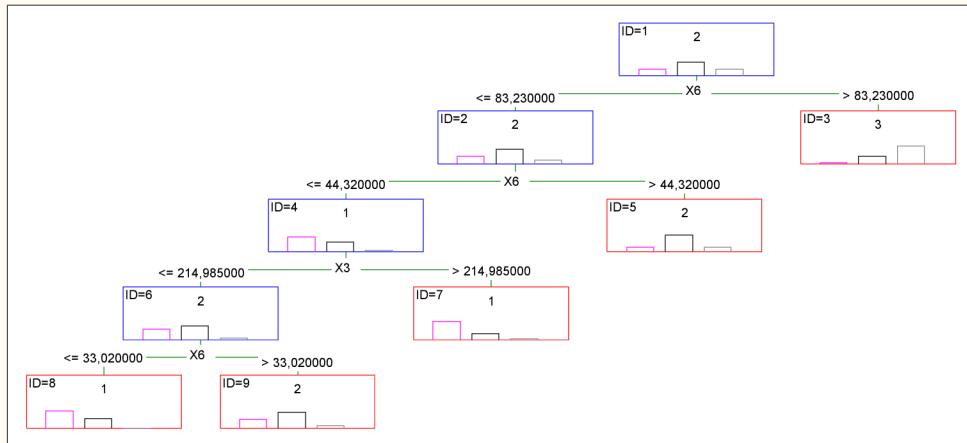 ID=1
2
X6
<= 83,230000
> 83,230000
ID=2
2
ID=3
3
X6
<= 44,320000
> 44,320000
ID=4
1
ID=5
2
X3
<= 214,985000
> 214,985000
ID=6
2
ID=7
1
X6
<= 33,020000
> 33,020000
ID=8
1
ID=9
2